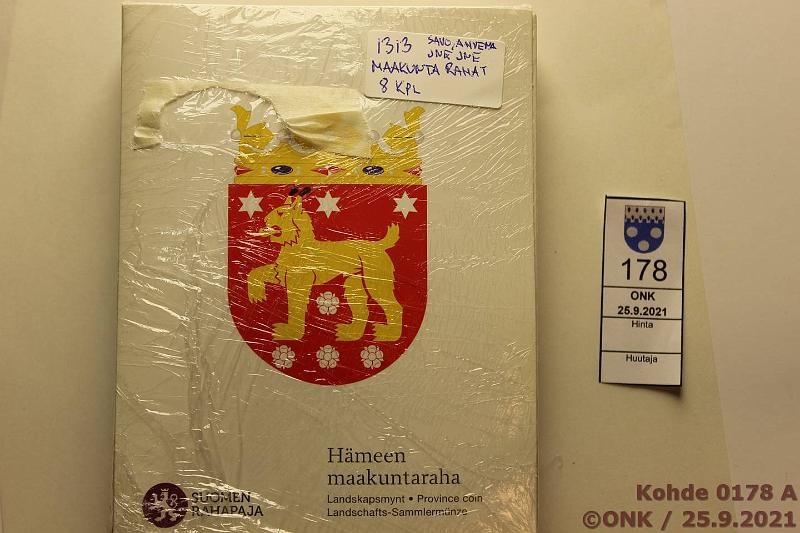 1313 SAVO, AHVENA
JNE JNE
MAAKUNTA RAHAT
8 KPL
178
ONK
25.9.2021
Hinta
Huutaja
Hämeen
maakuntaraha
Landskapsmynt • Province coin
Landschafts-Sammlermünze
SUOMEN
RAHAPAJA
Kohde 0178 A
©ONK / 25.9.2021